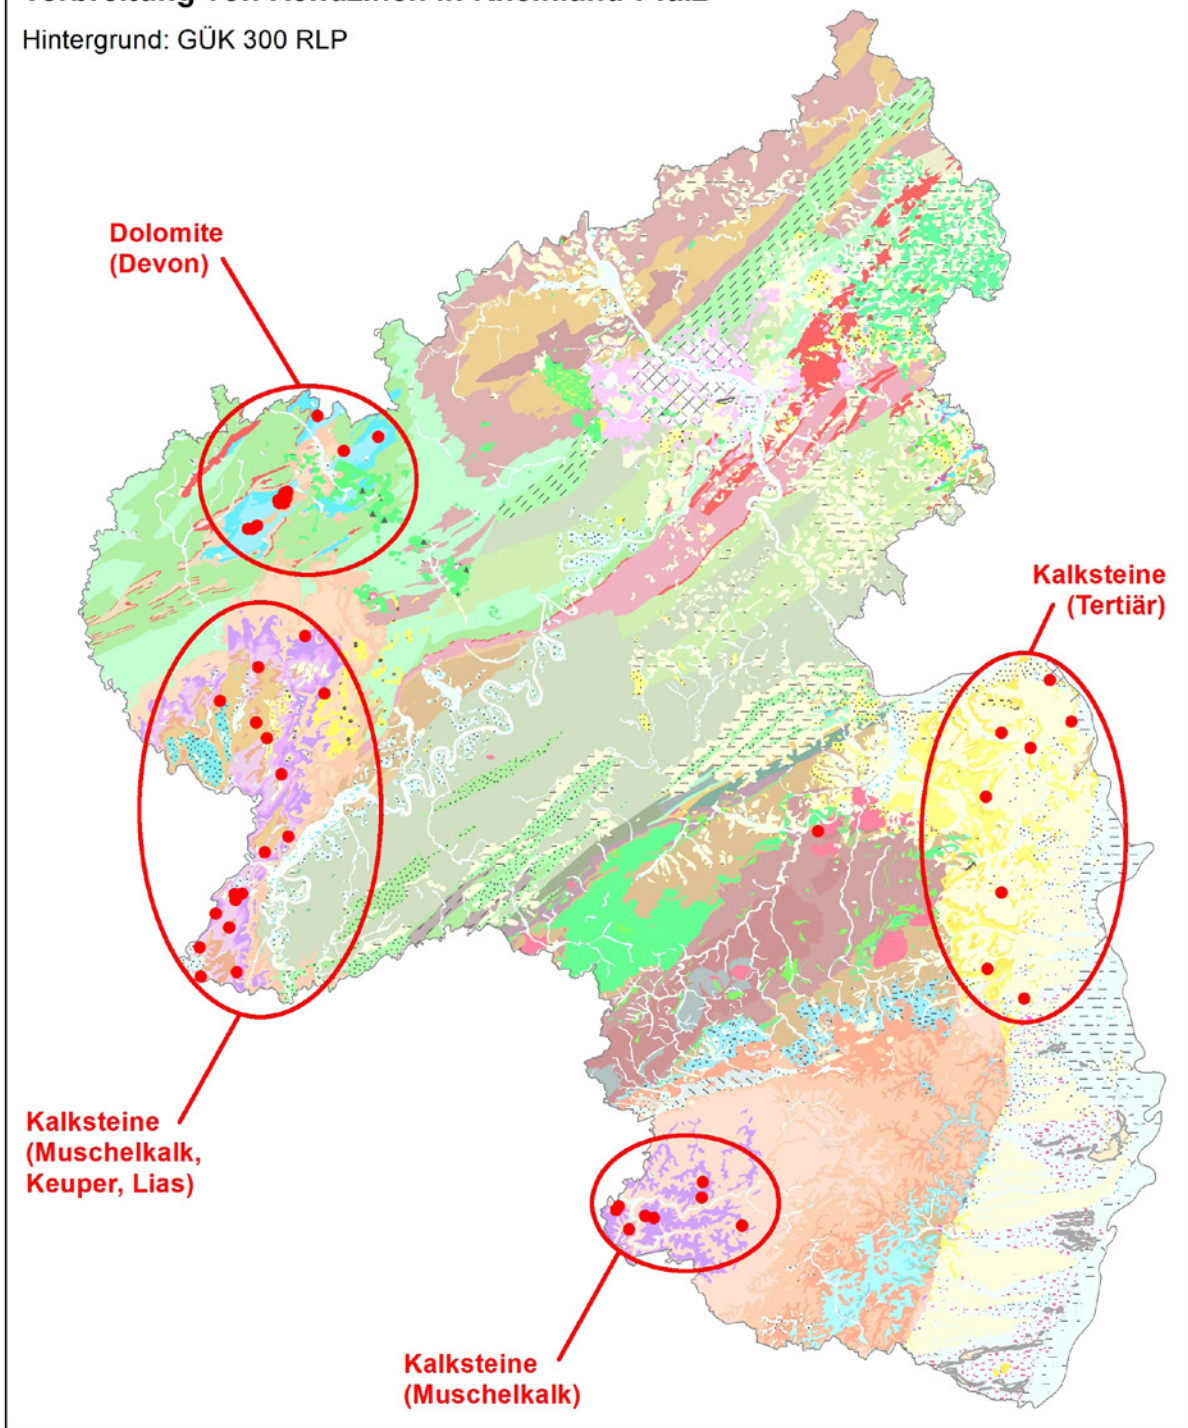 Hintergrund: GÜK 300 RLP
Dolomite
(Devon)
Kalksteine
(Tertiär)
Kalksteine
(Muschelkalk,
Keuper, Lias)
Kalksteine
(Muschelkalk)